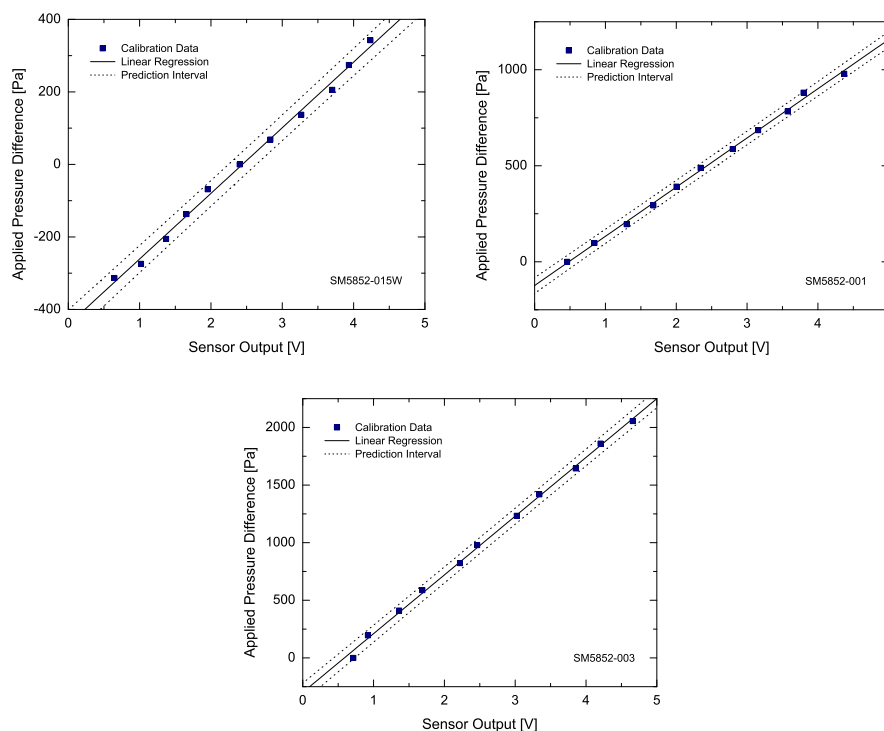 400
200
0
-200
-400
Applied Pressure Difference [Pa]
Calibration Data
Linear Regression
Prediction Interval
SM5852-015W
0 1 2 3 4 5
Sensor Output [V]
1000
500
0
Applied Pressure Difference [Pa]
Calibration Data
Linear Regression
Prediction Interval
SM5852-001
0 1 2 3 4
Sensor Output [V]
2000
1500
1000
500
0
Applied Pressure Difference [Pa]
Calibration Data
Linear Regression
Prediction Interval
SM5852-003
0 1 2 3 4 5
Sensor Output [V]